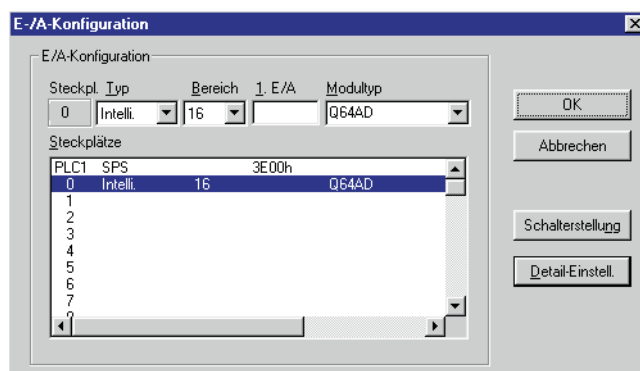 E-/A-Konfiguration
E/A-Konfiguration
Steckpl. Typ Bereich 1. E/A Modultyp
0 Intelli. 16 Q64AD
Steckplätze
PLC1 SPS 3E00h
0 Intelli. 16 Q64AD
1
2
3
4
5
6
7
OK
Abbrechen
Schalterstellung
Detail-Einstell.